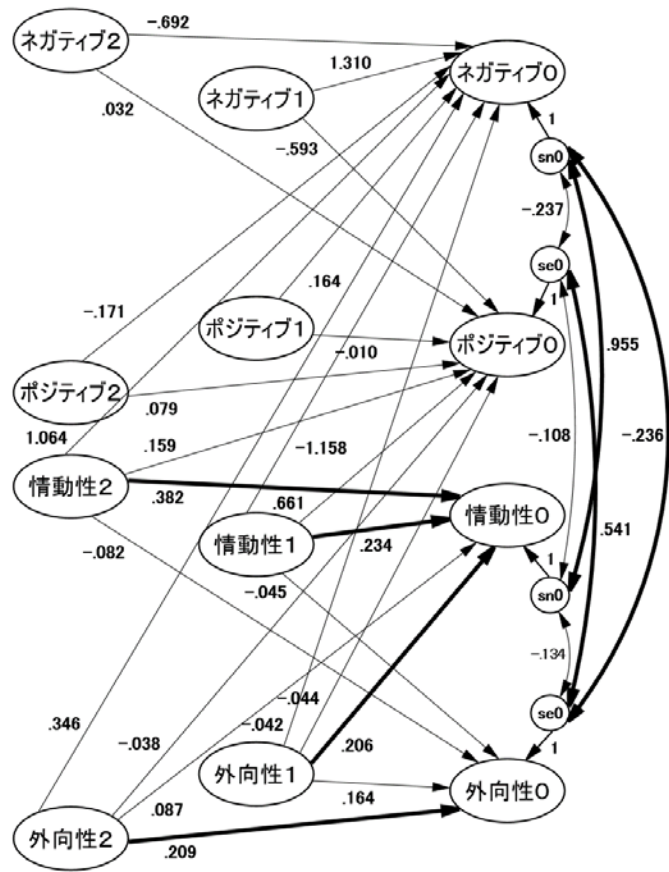 -.692
ネガティブ2
1.310
ネガティブ0
ネガティブ1
.032
1
-.593
sn0
-.237
se0
-.171
.164
1
ポジティブ1
ポジティブ0
-.010
.955
ポジティブ2
.079
-.108
-.236
1.064
.159
-1.158
情動性2
.382
.661
情動性0
.541
-.082
情動性1
.234
1
-.045
sn0
-.134
-.044
se0
.346
-.038
-.042
.206
1
外向性1
.164
外向性0
.087
外向性2
.209